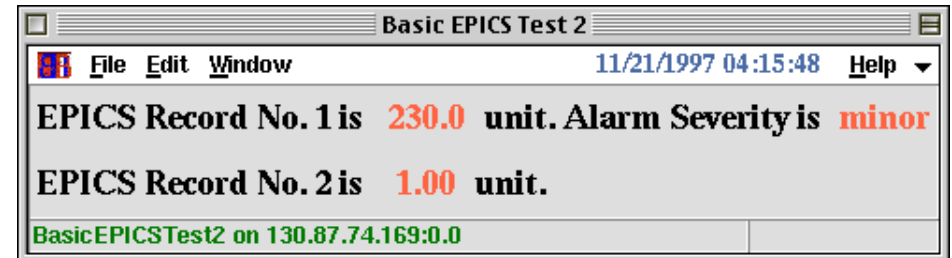 Basic EPICS Test 2
File Edit Window 11/21/1997 04:15:48 Help
EPICS Record No. 1 is 230.0 unit. Alarm Severity is minor
EPICS Record No. 2 is 1.00 unit.
BasicEPICSTest2 on 130.87.74.169:0.0